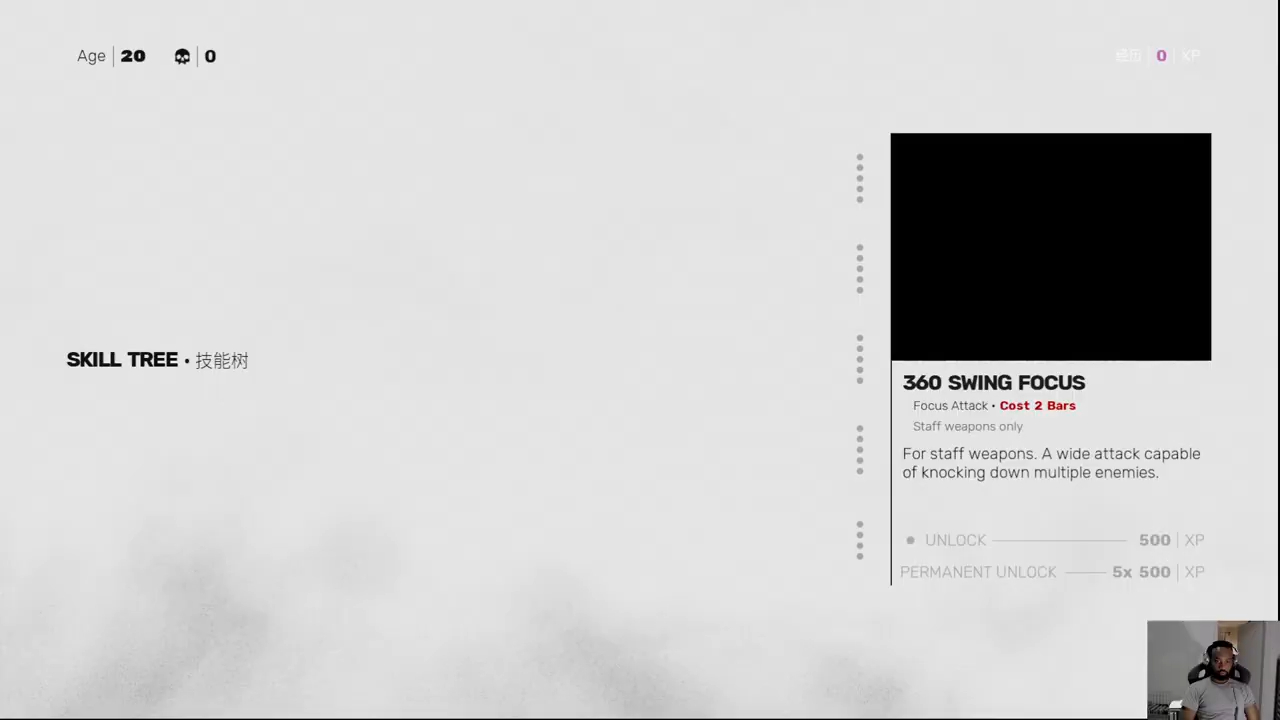 Age | 20 0
经历 | 0 | XP
SKILL TREE • 技能树
360 SWING FOCUS
Focus Attack • Cost 2 Bars
Staff weapons only
For staff weapons. A wide attack capable
of knocking down multiple enemies.
UNLOCK 500 | XP
PERMANENT UNLOCK 5x 500 | XP